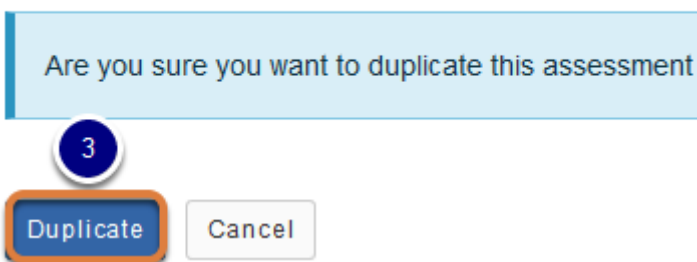 Are you sure you want to duplicate this assessment
3
Duplicate Cancel